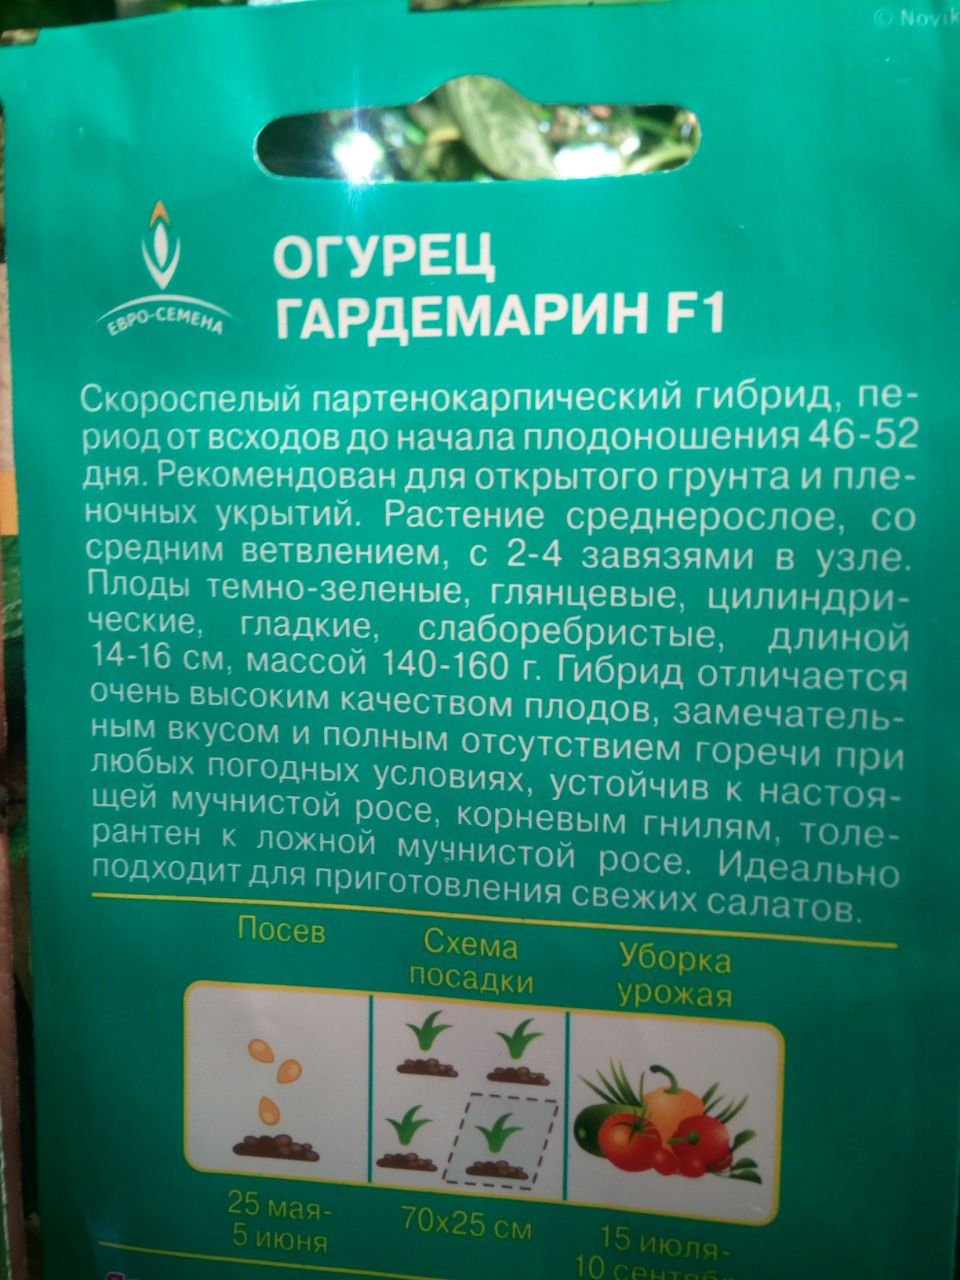 © Novik
ОГУРЕЦ
ГАРДЕМАРИН F1
ЕВРО-СЕМЕНА
Скороспелый партенокарпический гибрид, пе-
риод от всходов до начала плодоношения 46-52
дня. Рекомендован для открытого грунта и пле-
ночных укрытий. Растение среднерослое, со
средним ветвлением, с 2-4 завязями в узле.
Плоды темно-зеленые, глянцевые, цилиндри-
ческие, гладкие, слаборебристые, длиной
14-16 см, массой 140-160 г. Гибрид отличается
очень высоким качеством плодов, замечатель-
ным вкусом и полным отсутствием горечи при
любых погодных условиях, устойчив к настоя-
щей мучнистой росе, корневым гнилям, толе-
рантен к ложной мучнистой росе. Идеально
подходит для приготовления свежих салатов.
Посев
Схема
посадки
Уборка
урожая
25 мая-
5 июня
70x25 см
15 июля-
10 сентяб